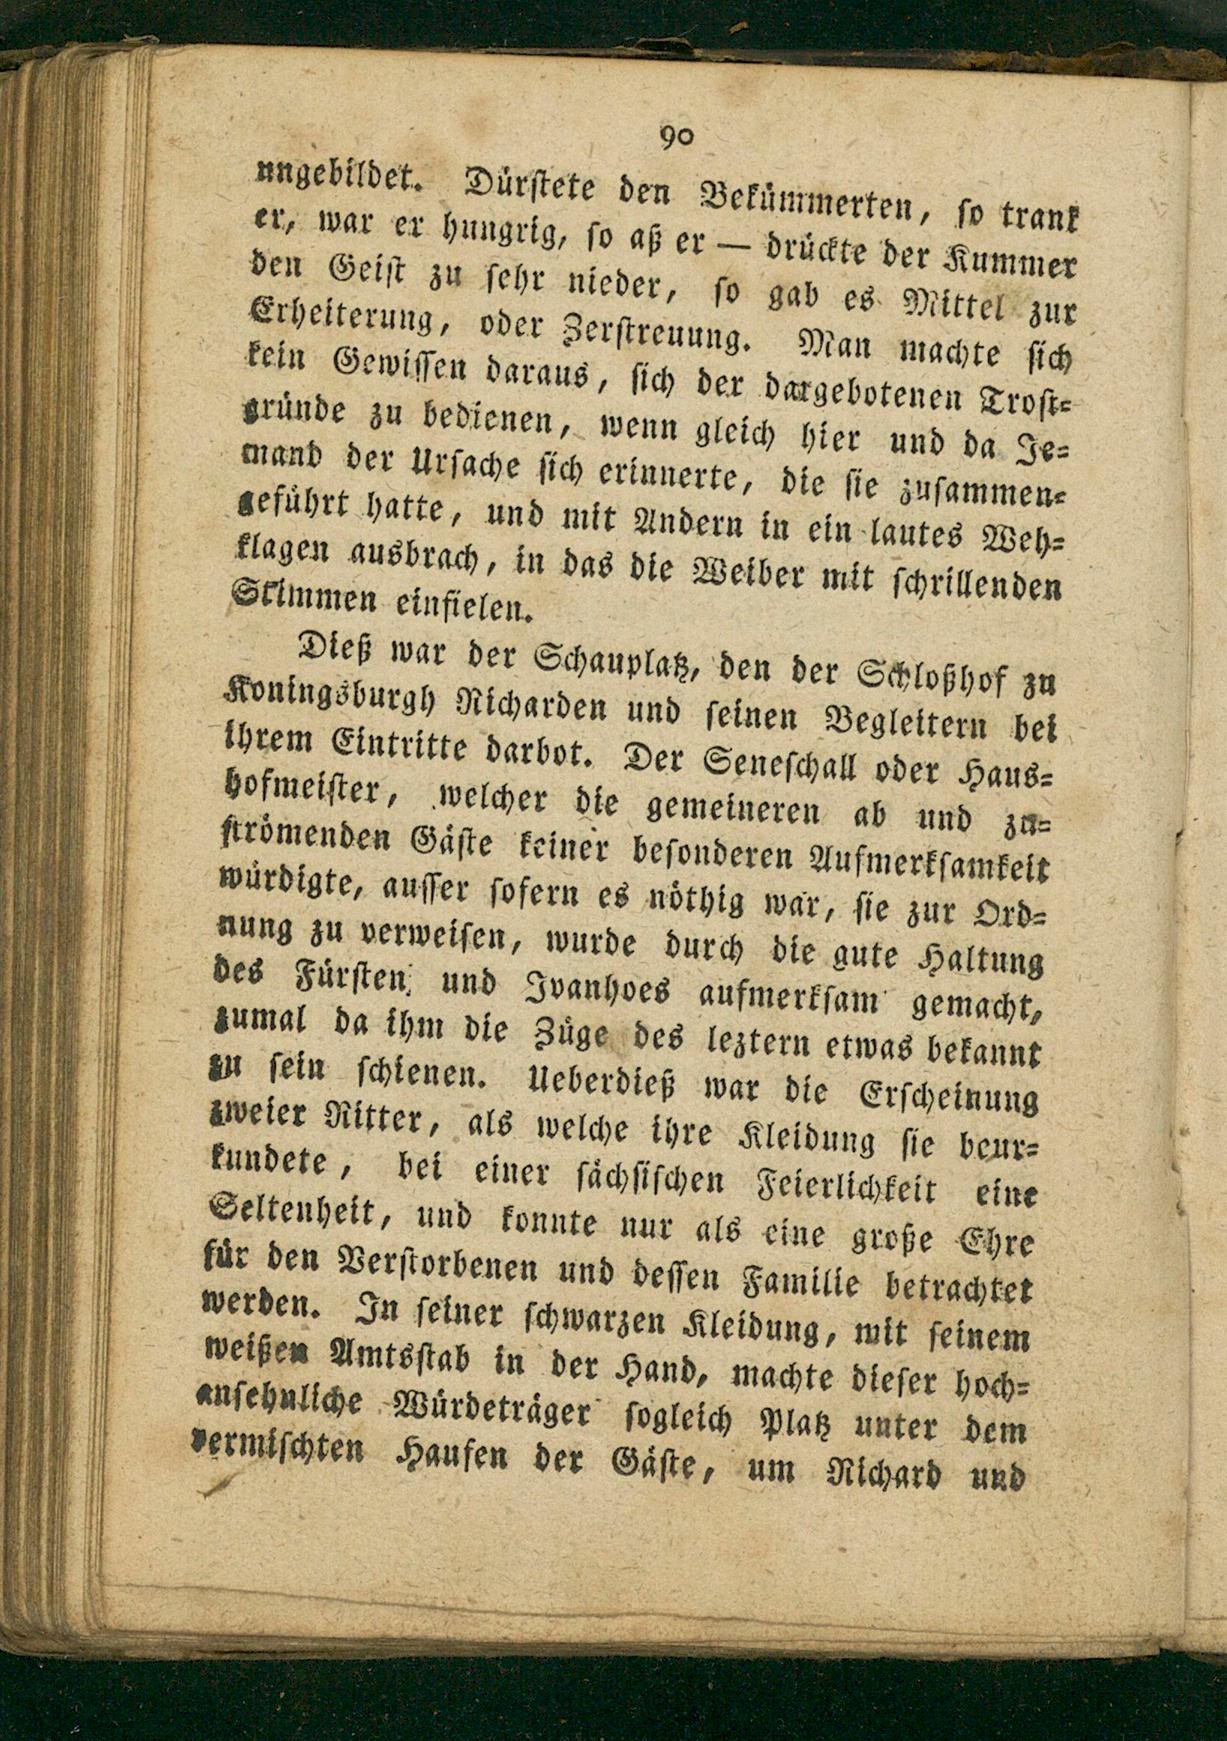 90
ungebildet. Dürstete den Bekümmerten, so trank
er, war er hungrig, so aß er — drückte der Kummer
den Geist zu sehr nieder, so gab es Mittel zur
Erheiterung, oder Zerstreuung. Man machte sich
kein Gewissen daraus, sich der dargebotenen Trost-
gründe zu bedienen, wenn gleich hier und da Je-
mand der Ursache sich erinnerte, die sie zusammen-
geführt hatte, und mit Andern in ein lautes Weh-
klagen ausbrach, in das die Weiber mit schrillenden
Stimmen einfielen.
Dieß war der Schauplatz, den der Schloßhof zu
Koningsburgh Richarden und seinen Begleitern bei
ihrem Eintritte darbot. Der Seneschall oder Haus-
hofmeister, welcher die gemeineren ab und zu-
strömenden Gäste keiner besonderen Aufmerksamkeit
würdigte, ausser sofern es nöthig war, sie zur Ord-
nung zu verweisen, wurde durch die gute Haltung
des Fürsten und Ivanhoes aufmerksam gemacht,
zumal da ihm die Züge des leztern etwas bekannt
zu sein schienen. Ueberdieß war die Erscheinung
zweier Ritter, als welche ihre Kleidung sie beur-
kundete, bei einer sächsischen Feierlichkeit eine
Seltenheit, und konnte nur als eine große Ehre
für den Verstorbenen und dessen Familie betrachtet
werden. In seiner schwarzen Kleidung, mit seinem
weißen Amtsstab in der Hand, machte dieser hoch-
ansehnliche Würdeträger sogleich Platz unter dem
vermischten Haufen der Gäste, um Richard und